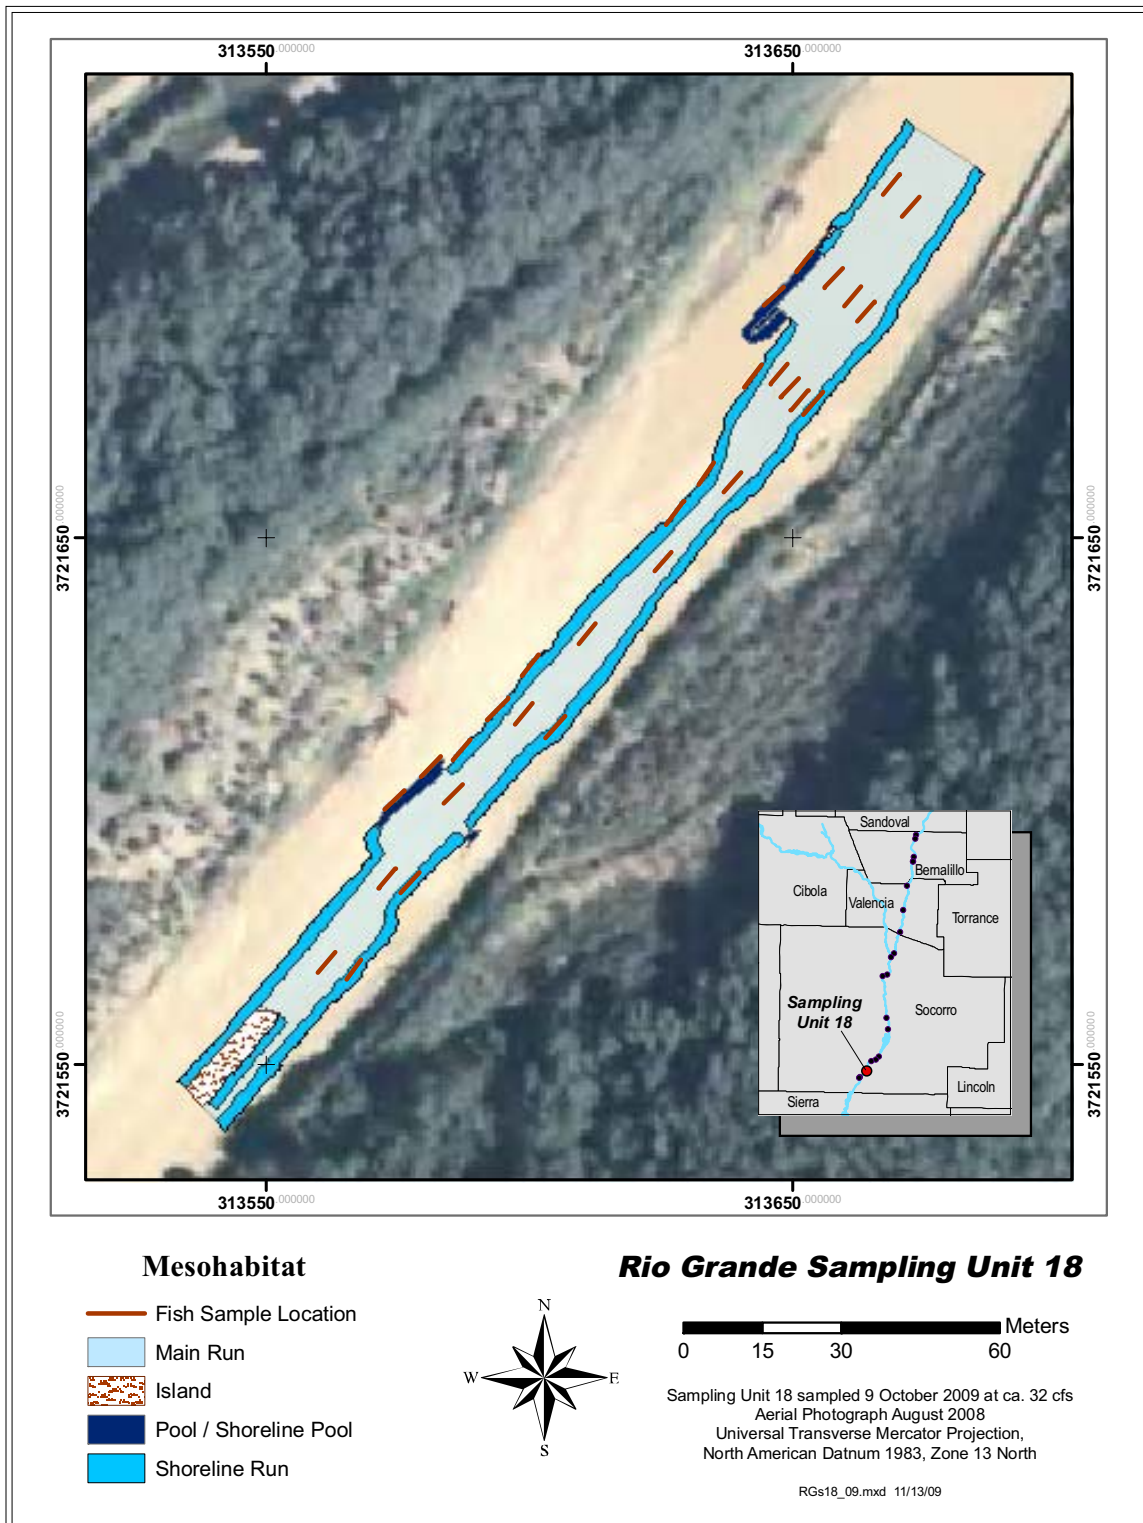 313550.000000 313650.000000
3721650.000000 3721650.000000
3721550.000000 3721550.000000
Sandoval
Bernalillo
Cibola
Valencia
Torrance
Sampling
Unit 18
Socorro
Lincoln
Sierra
313550.000000 313650.000000
Mesohabitat
Fish Sample Location
Main Run
Island
Pool / Shoreline Pool
Shoreline Run
N
W E
S
Rio Grande Sampling Unit 18
Meters
0 15 30 60
Sampling Unit 18 sampled 9 October 2009 at ca. 32 cfs
Aerial Photograph August 2008
Universal Transverse Mercator Projection,
North American Datnum 1983, Zone 13 North
RGs18_09.mxd 11/13/09